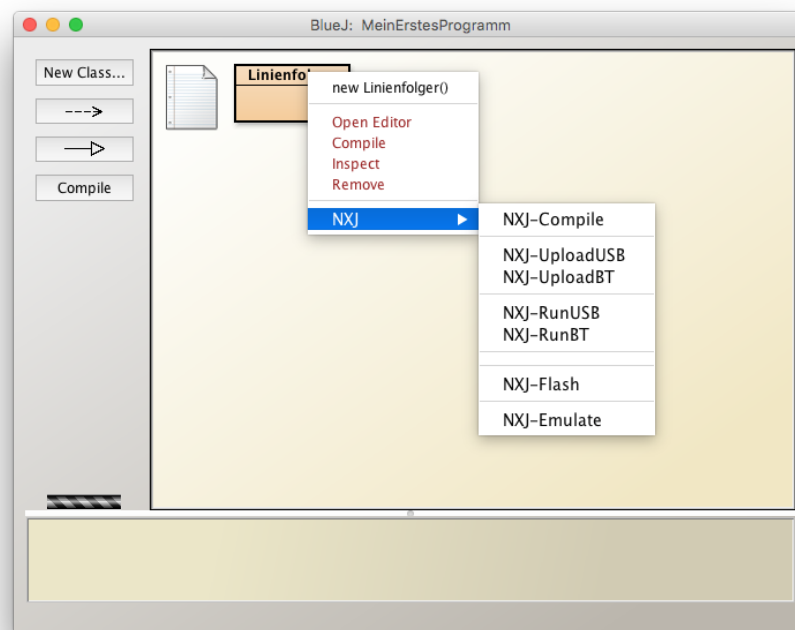 BlueJ: MeinErstesProgramm
New Class...
Compile
new Linienfolger()
Open Editor
Compile
Inspect
Remove
NXJ
NXJ-Compile
NXJ-UploadUSB
NXJ-UploadBT
NXJ-RunUSB
NXJ-RunBT
NXJ-Flash
NXJ-Emulate